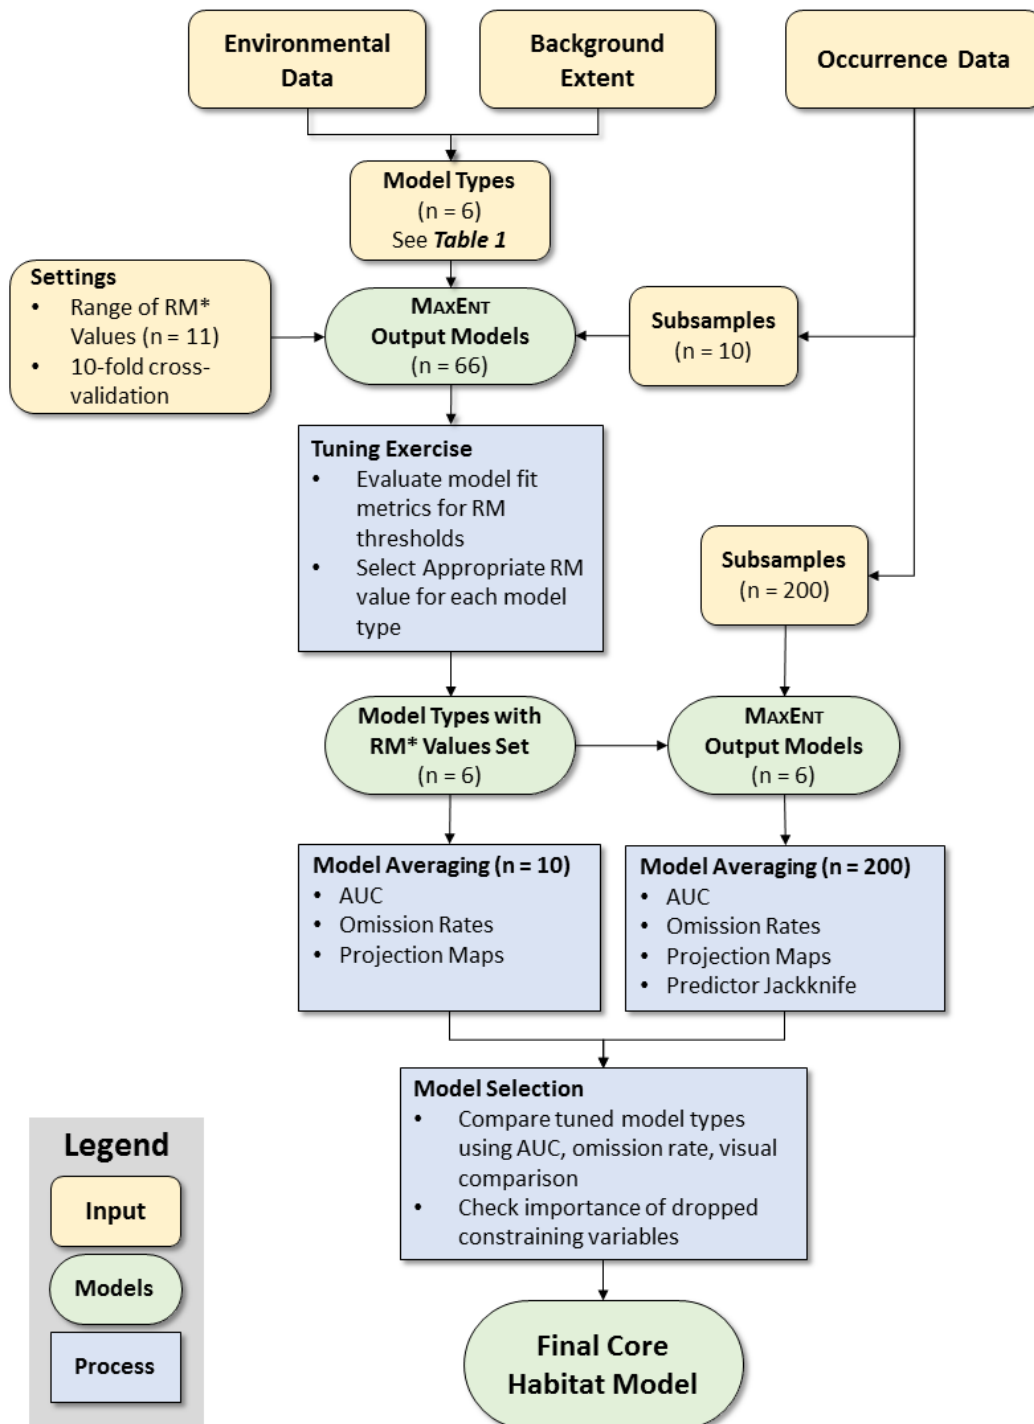 Environmental
Data
Background
Extent
Occurrence Data
Model Types
(n = 6)
See Table 1
Settings
• Range of RM*
Values (n = 11)
• 10-fold cross-
validation
MAXENT
Output Models
(n = 66)
Subsamples
(n = 10)
Tuning Exercise
• Evaluate model fit
metrics for RM
thresholds
• Select Appropriate RM
value for each model
type
Subsamples
(n = 200)
Model Types with
RM* Values Set
(n = 6)
MAXENT
Output Models
(n = 6)
Model Averaging (n = 10)
• AUC
• Omission Rates
• Projection Maps
Model Averaging (n = 200)
• AUC
• Omission Rates
• Projection Maps
• Predictor Jackknife
Model Selection
• Compare tuned model types
using AUC, omission rate, visual
comparison
• Check importance of dropped
constraining variables
Legend
Input
Models
Process
Final Core
Habitat Model